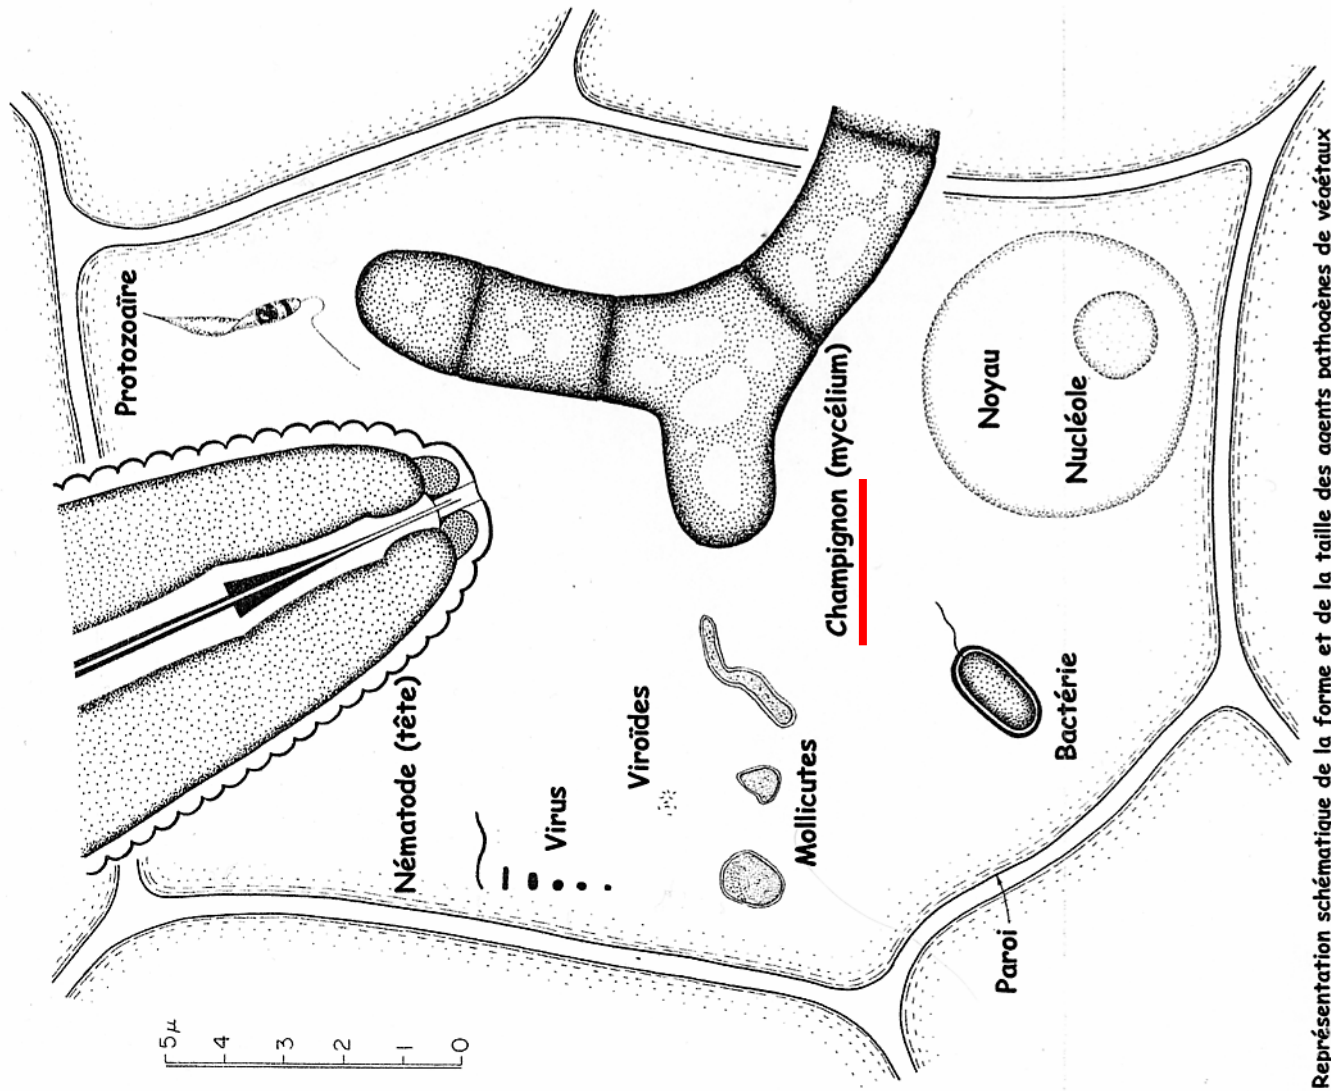 Protozoaïre
Nématode (tête)
Virus
Viroïdes
Mollicutes
Champignon (mycélium)
Noyau
Nucléole
Bactérie
Paroi
5µ
4
3
2
1
0
Représentation schématique de la forme et de la taille des agents pathogènes de végétaux